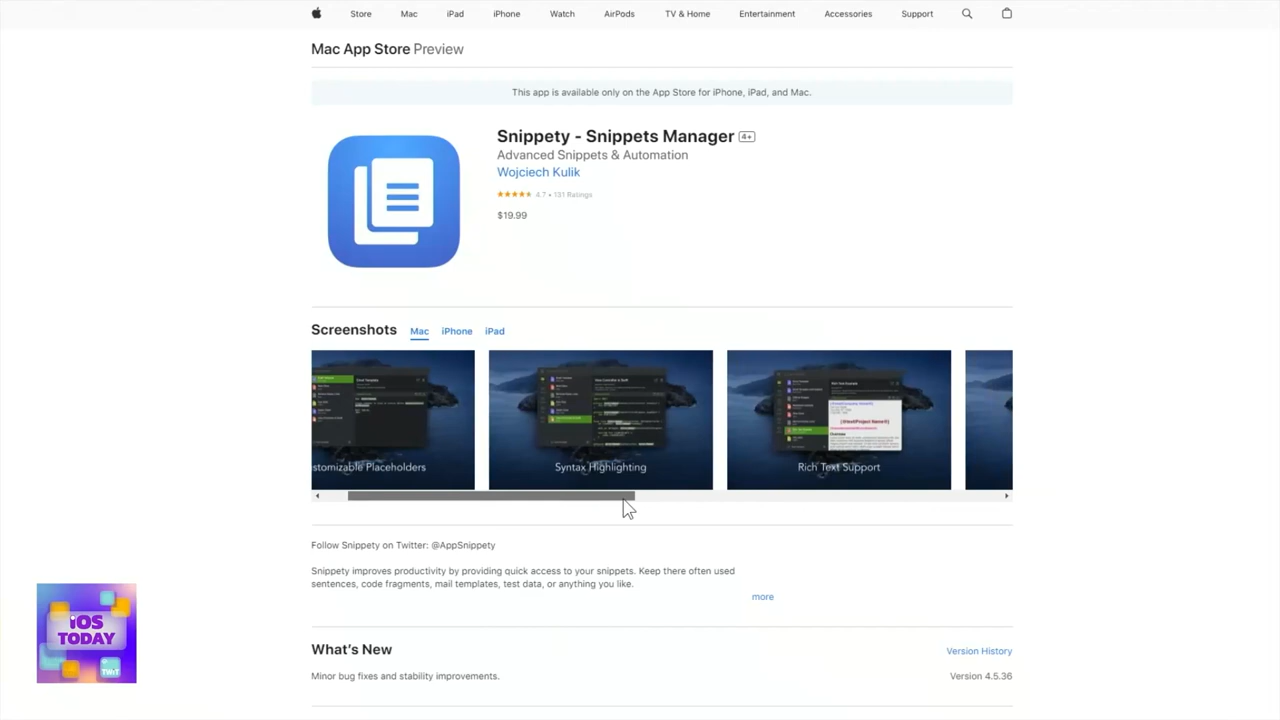 Store Mac iPad iPhone Watch AirPods TV & Home Entertainment Accessories Support
Mac App Store Preview
This app is available only on the App Store for iPhone, iPad, and Mac.
Snippety - Snippets Manager 4+
Advanced Snippets & Automation
Wojciech Kulik
4.7 • 131 Ratings
$19.99
Screenshots Mac iPhone iPad
stomizable Placeholders
Syntax Highlighting
Rich Text Support
Follow Snippety on Twitter: @AppSnippety
Snippety improves productivity by providing quick access to your snippets. Keep there often used
sentences, code fragments, mail templates, test data, or anything you like.
more
What's New
Version History
Minor bug fixes and stability improvements.
Version 4.5.36
iOS
TODAY
TWiT